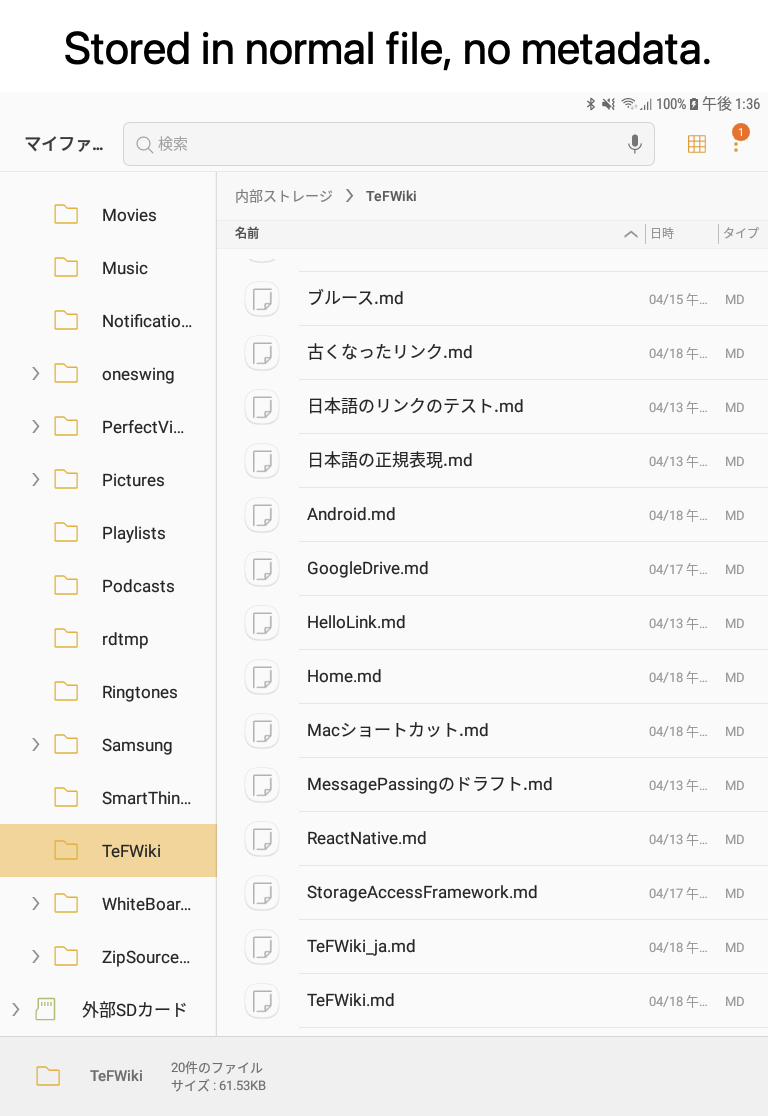 Stored in normal file, no metadata.
100% 午後 1:36
マイファ...
検索
1
Movies
Music
Notificatio...
oneswing
PerfectVi...
Pictures
Playlists
Podcasts
rdtmp
Ringtones
Samsung
SmartThin...
TeFWiki
WhiteBoar...
ZipSource...
外部SDカード
内部ストレージ > TeFWiki
名前 日時 タイプ
ブルース.md 04/15 午... MD
古くなったリンク.md 04/18 午... MD
日本語のリンクのテスト.md 04/13 午... MD
日本語の正規表現.md 04/13 午... MD
Android.md 04/18 午... MD
GoogleDrive.md 04/17 午... MD
HelloLink.md 04/13 午... MD
Home.md 04/18 午... MD
Macショートカット.md 04/18 午... MD
MessagePassingのドラフト.md 04/13 午... MD
ReactNative.md 04/13 午... MD
StorageAccessFramework.md 04/17 午... MD
TeFWiki_ja.md 04/18 午... MD
TeFWiki.md 04/18 午... MD
TeFWiki
20件のファイル
サイズ : 61.53KB